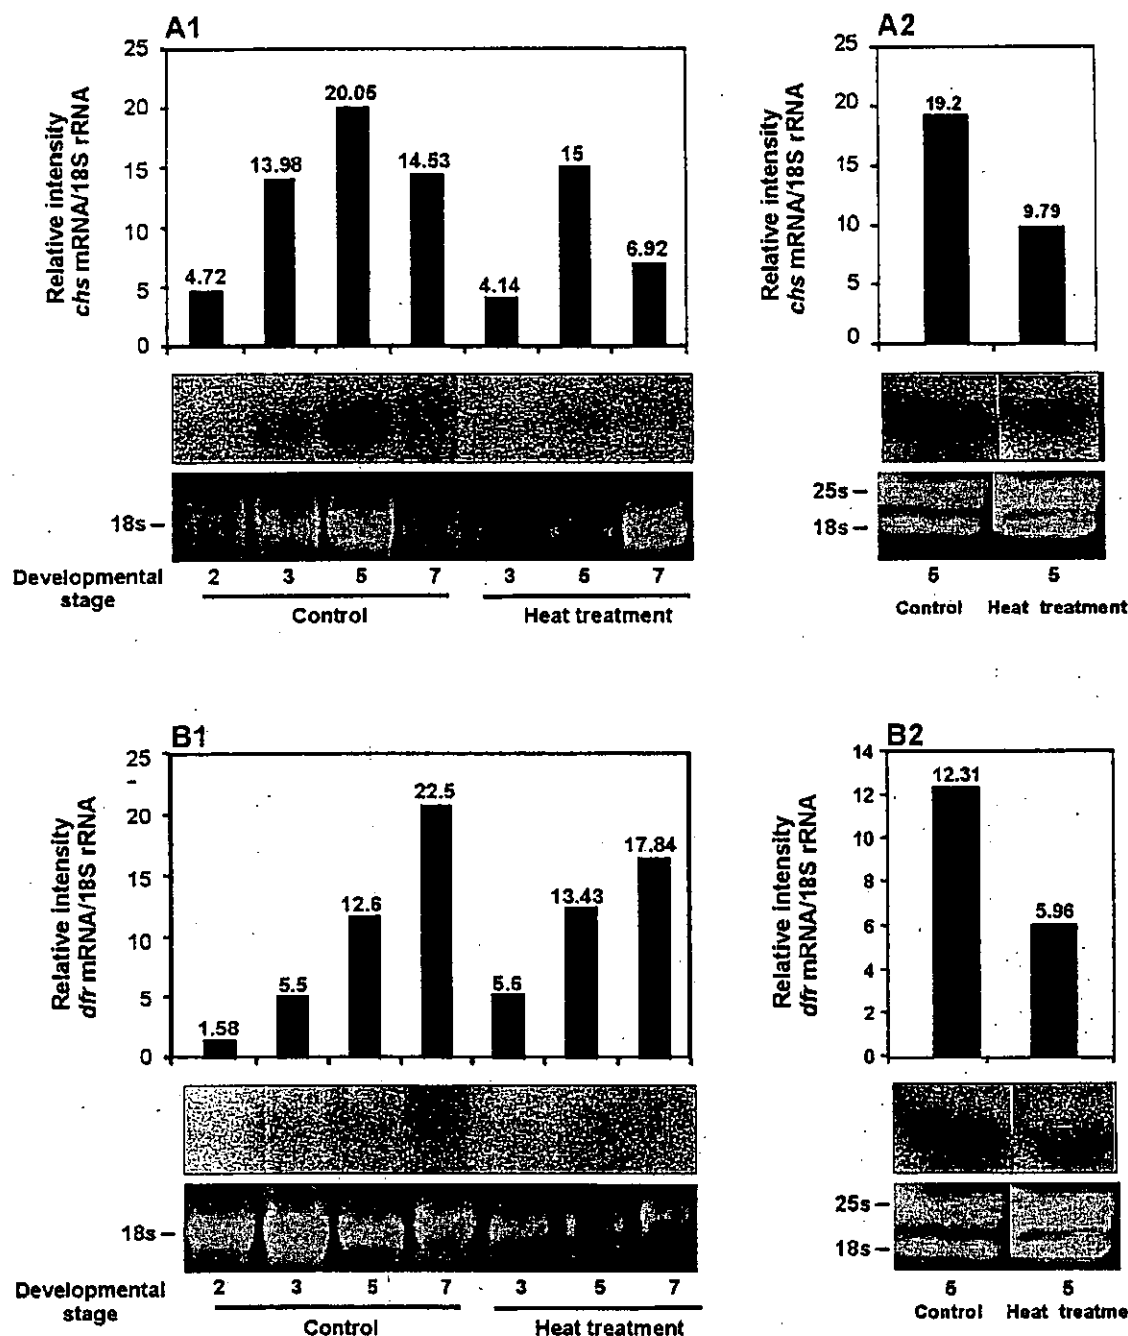 A1
Relative intensity
chs mRNA/18S rRNA
25
20
15
10
5
0
4.72
13.98
20.05
14.53
4.14
15
6.92
18s
Developmental
stage
2 3 5 7 3 5 7
Control Heat treatment
A2
Relative intensity
chs mRNA/18S rRNA
25
20
15
10
5
0
19.2
9.79
25s
18s
5 5
Control Heat treatment
B1
Relative intensity
dfr mRNA/18S rRNA
25
20
15
10
5
0
1.58
5.5
12.6
22.5
5.6
13.43
17.84
18s
Developmental
stage
2 3 5 7 3 5 7
Control Heat treatment
B2
Relative intensity
dfr mRNA/18S rRNA
14
12
10
8
6
4
2
0
12.31
5.96
25s
18s
5 5
Control Heat treatme